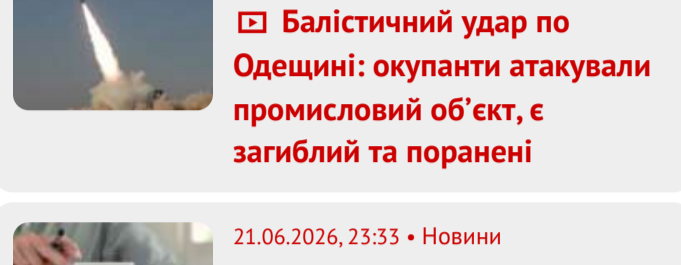 Балістичний удар по
Одещині: окупанти атакували
промисловий об’єкт, є
загиблий та поранені
21.06.2026, 23:33 • Новини